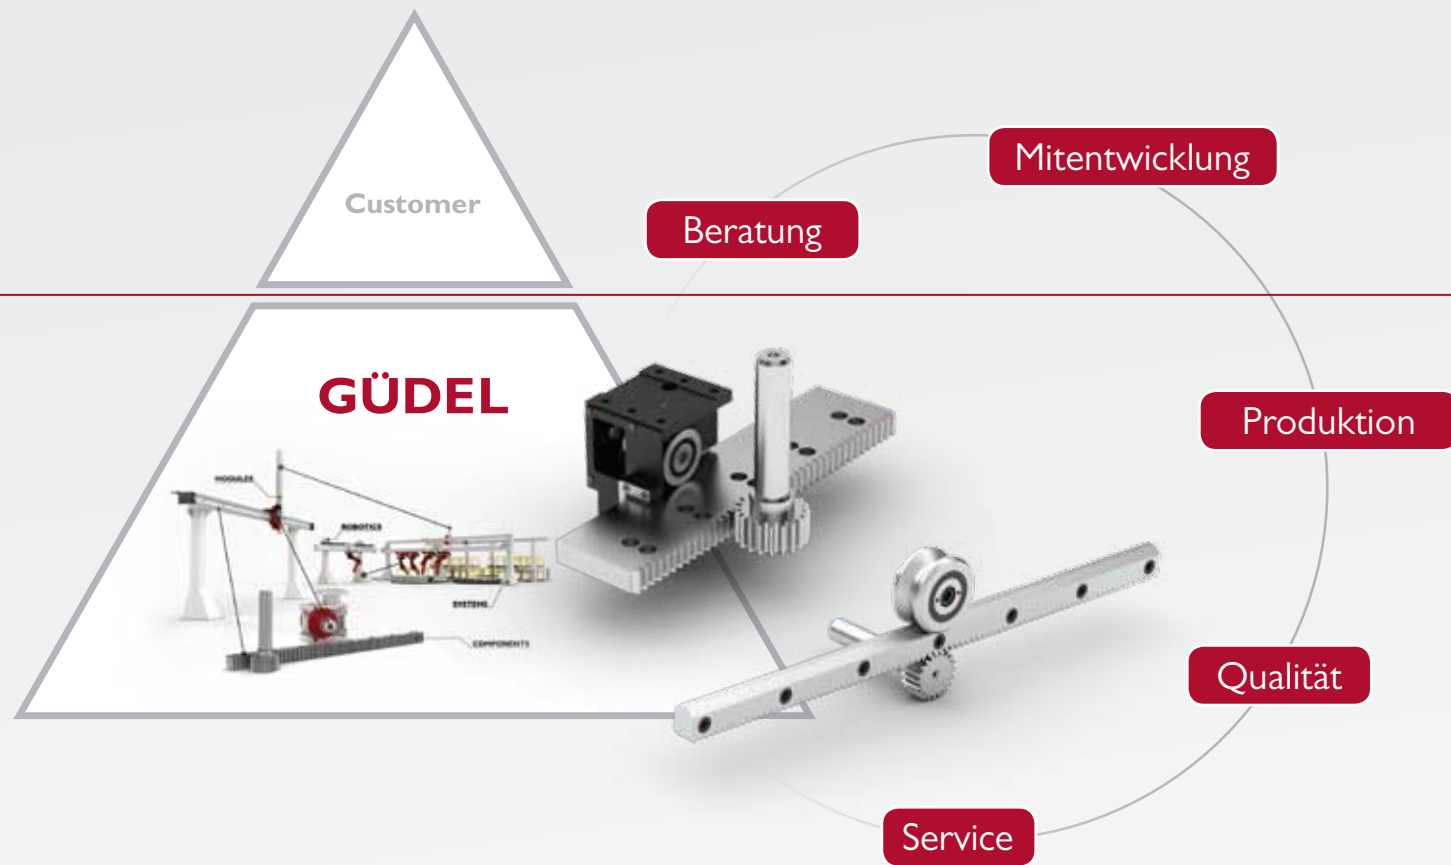 Customer
Beratung
Mitentwicklung
GÜDEL
MODULES
ROBOTICS
SYSTEMS
COMPONENTS
Produktion
Qualität
Service